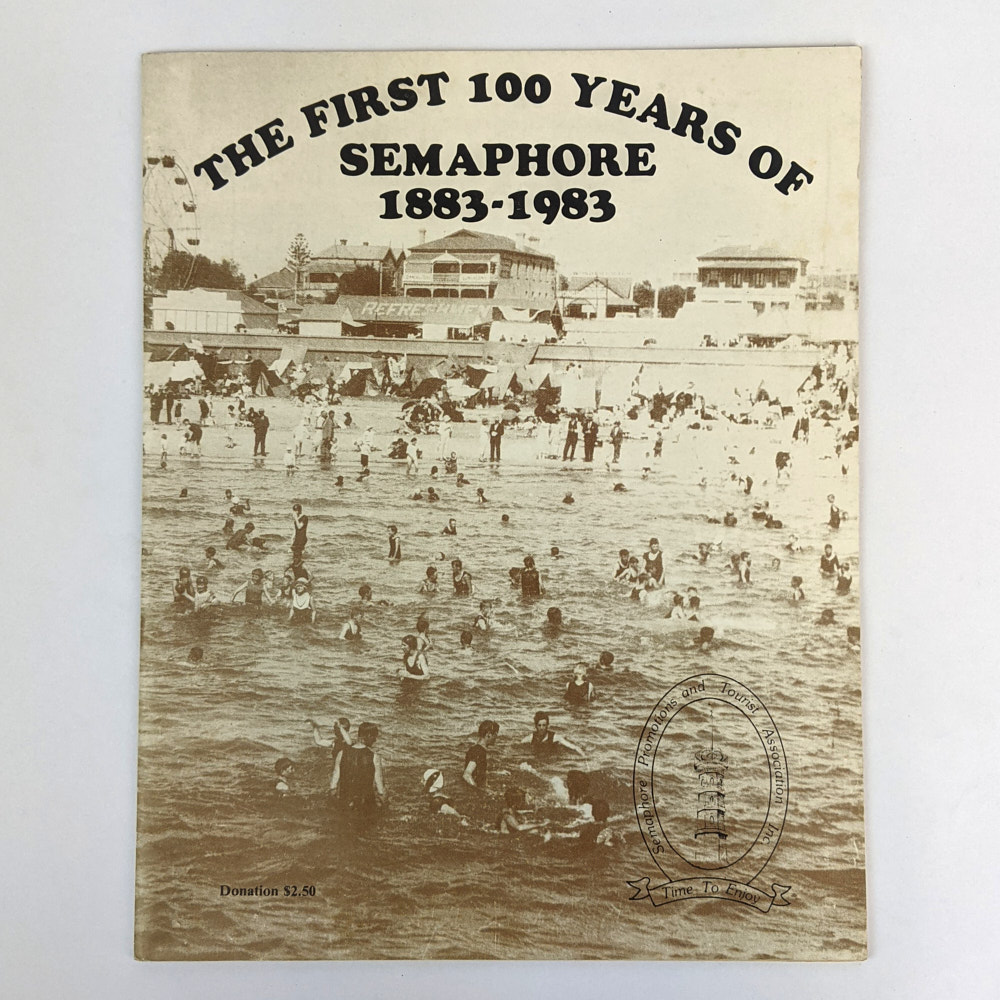 THE FIRST 100 YEARS OF
SEMAPHORE
1883-1983
REFRESHMEN
Semaphore Promotions and Tourist Association Inc
Time To Enjoy
Donation $2.50